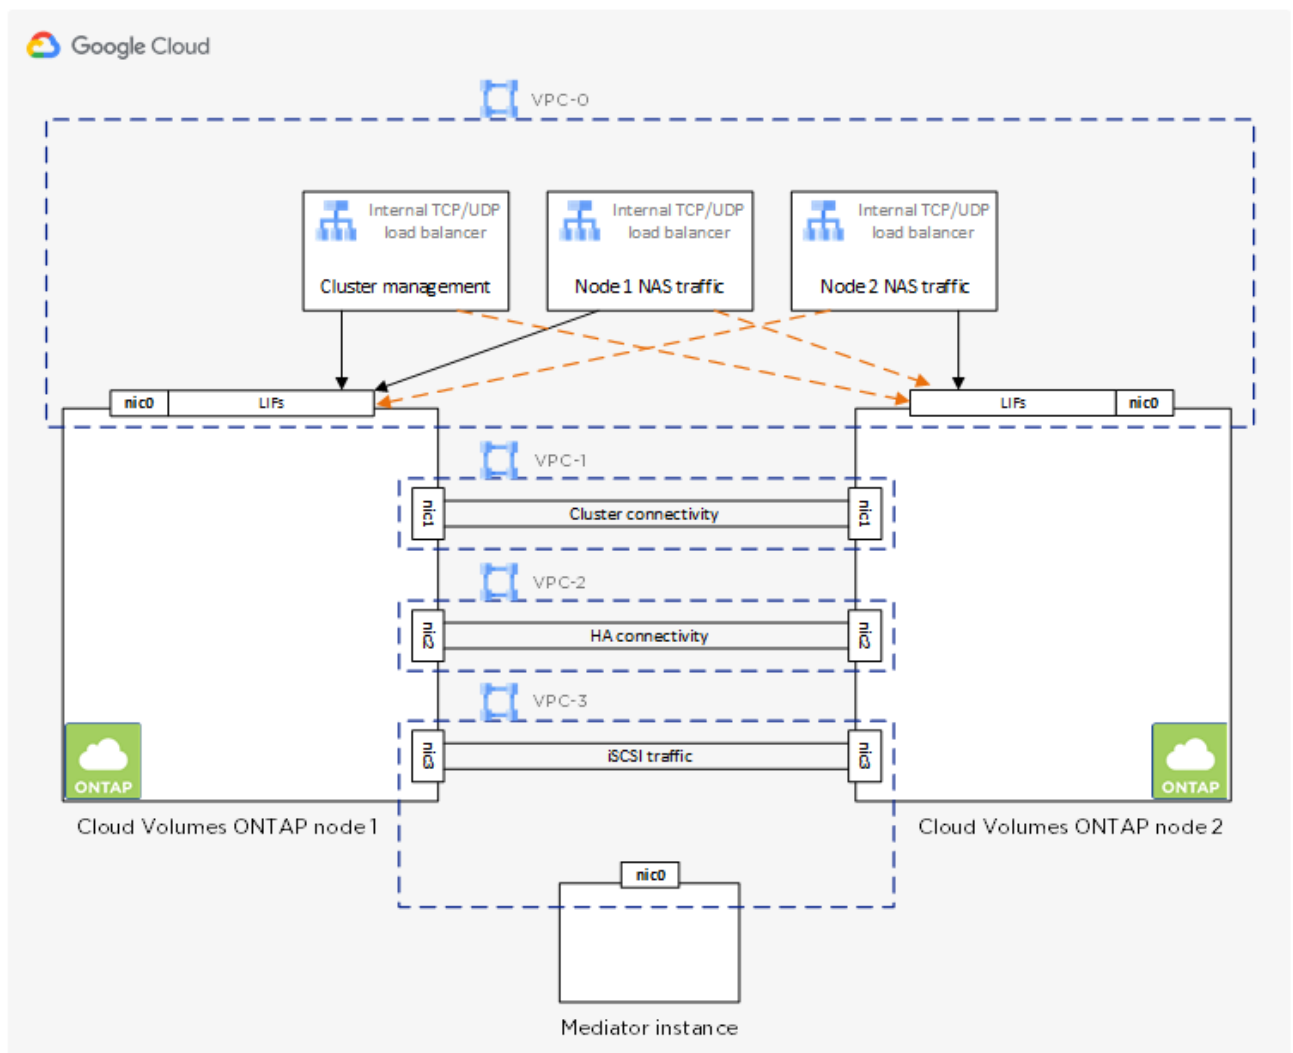 Google Cloud
VPC-0
Internal TCP/UDP
load balancer
Cluster management
Internal TCP/UDP
load balancer
Node 1 NAS traffic
Internal TCP/UDP
load balancer
Node 2 NAS traffic
nic0
LIFs
LIFs
nic0
VPC-1
nic1
Cluster connectivity
nic1
VPC-2
nic2
HA connectivity
nic2
VPC-3
nic3
iSCSI traffic
nic3
ONTAP
ONTAP
Cloud Volumes ONTAP node 1
Cloud Volumes ONTAP node 2
nic0
Mediator instance